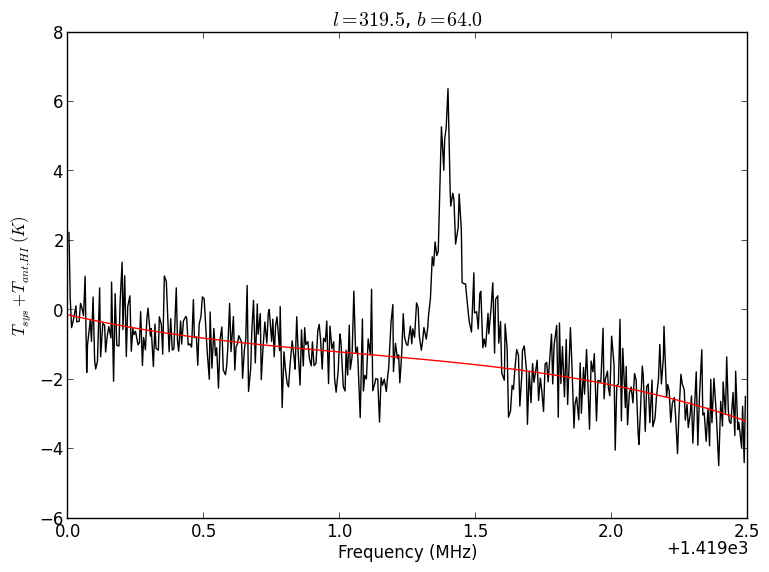 l = 319.5, b = 64.0
8
6
4
2
0
−2
−4
−6
T_sys + T_ant,HI (K)
0.0 0.5 1.0 1.5 2.0 2.5
Frequency (MHz)
+1.419e3